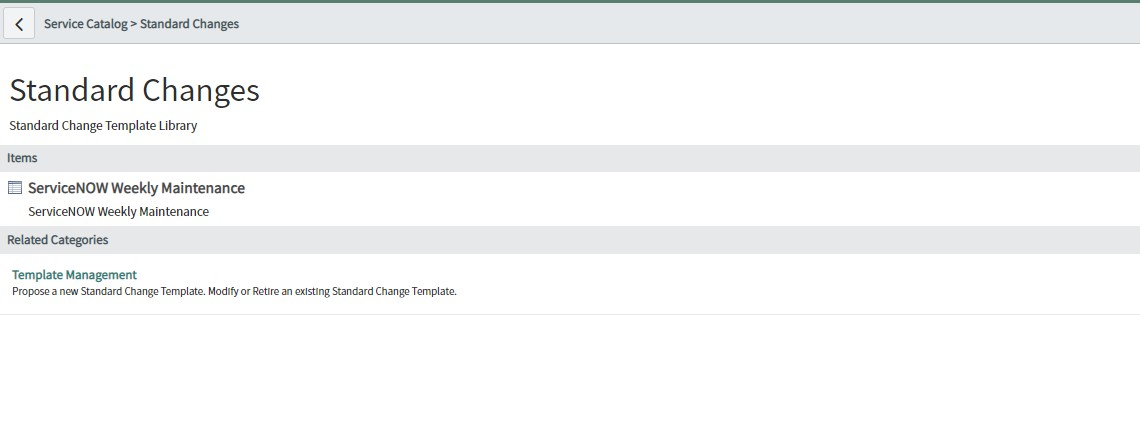 Service Catalog > Standard Changes
Standard Changes
Standard Change Template Library
Items
ServiceNOW Weekly Maintenance
ServiceNOW Weekly Maintenance
Related Categories
Template Management
Propose a new Standard Change Template. Modify or Retire an existing Standard Change Template.